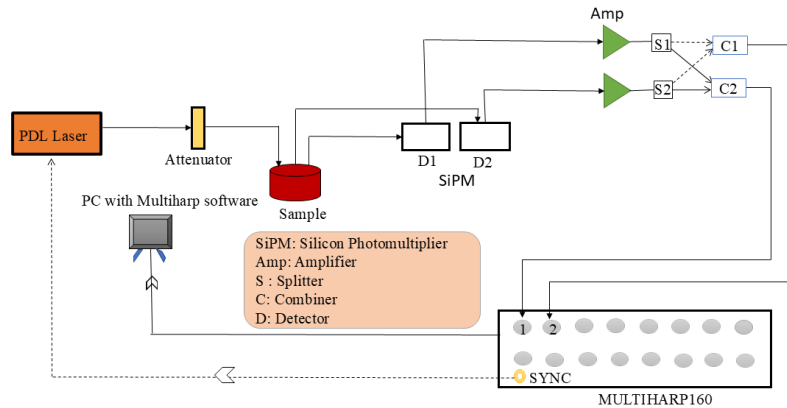 Amp
S1
C1
S2
C2
PDL Laser
Attenuator
D1
D2
SiPM
Sample
PC with Multiharp software
SiPM: Silicon Photomultiplier
Amp: Amplifier
S : Splitter
C: Combiner
D: Detector
1 2
SYNC
MULTIHARP160